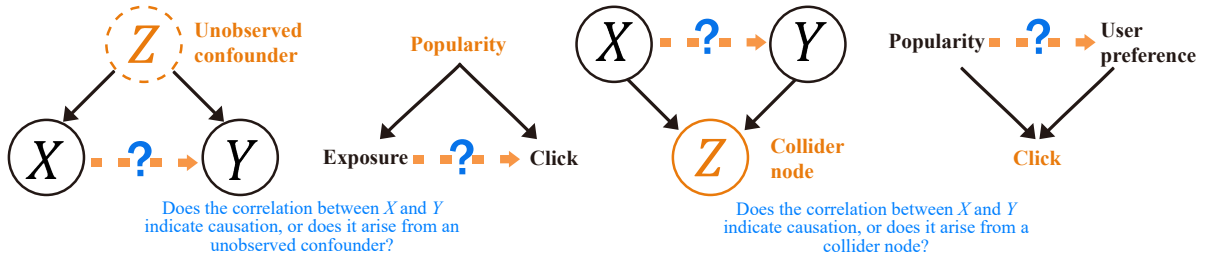 Z
Unobserved
confounder
X
?
Y
Popularity
Exposure
?
Click
Does the correlation between X and Y
indicate causation, or does it arise from an
unobserved confounder?
X
?
Y
Z
Collider
node
Popularity
?
User
preference
Click
Does the correlation between X and Y
indicate causation, or does it arise from a
collider node?